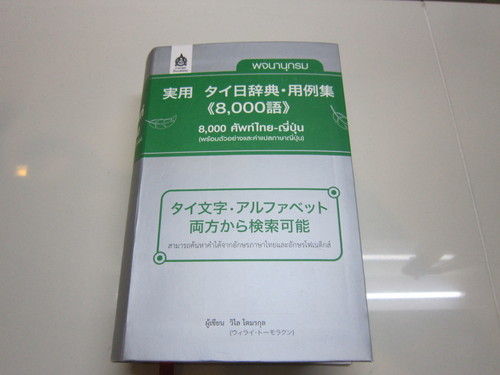 พจนานุกรม
実用 タイ日辞典・用例集
《8,000語》
8,000 ศัพท์ไทย-ญี่ปุ่น
(พร้อมตัวอย่างและคำแปลภาษาญี่ปุ่น)
タイ文字・アルファベット
両方から検索可能
สามารถค้นหาคำได้จากอักษรภาษาไทยและอักษรโฟเนติกส์
ผู้เขียน วิไล โตมรกุล
(ウィライ・トーモラクン)